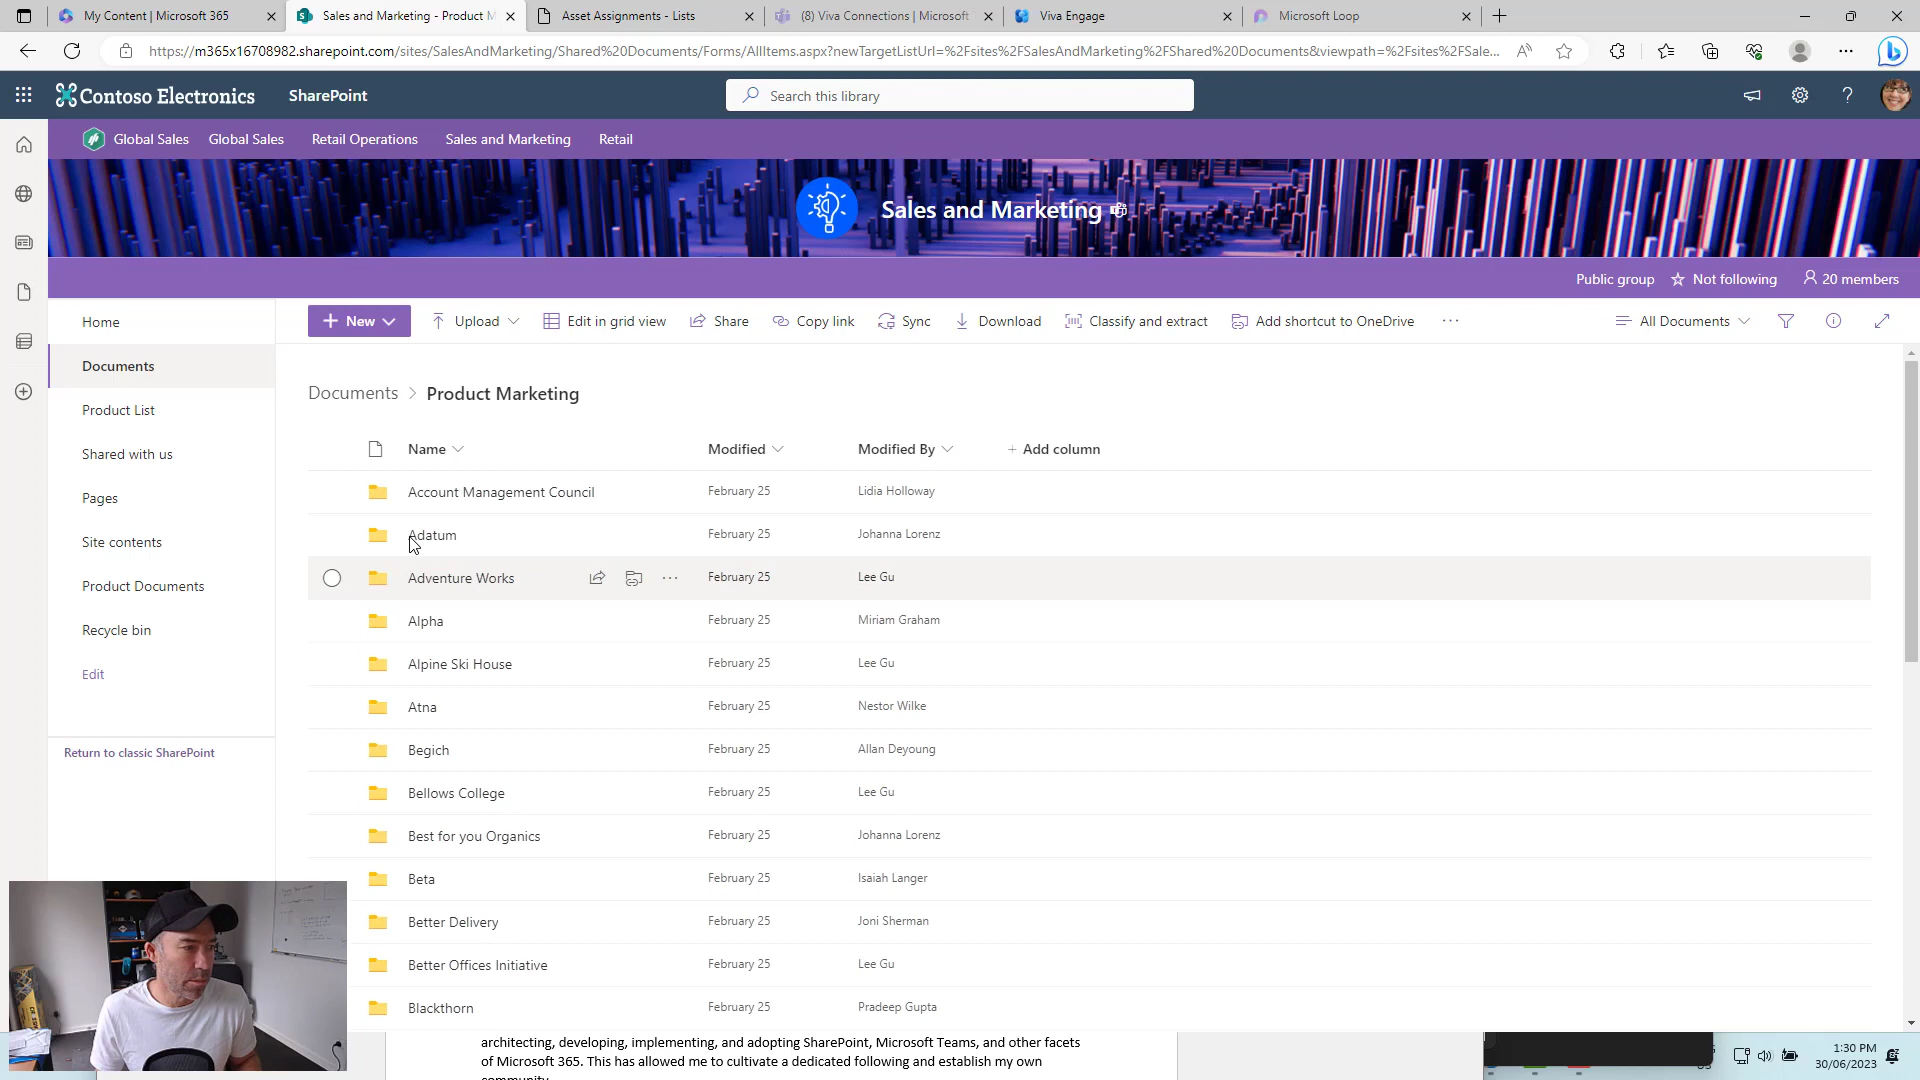 My Content | Microsoft 365
Sales and Marketing - Product M
Asset Assignments - Lists
(8) Viva Connections | Microsoft
Viva Engage
Microsoft Loop
https://m365x16708982.sharepoint.com/sites/SalesAndMarketing/Shared%20Documents/Forms/AllItems.aspx?newTargetListUrl=%2Fsites%2FSalesAndMarketing%2FShared%20Documents&viewpath=%2Fsites%2FSale...
Contoso Electronics
SharePoint
Search this library
Global Sales
Global Sales
Retail Operations
Sales and Marketing
Retail
Sales and Marketing
Public group
Not following
20 members
Home
Documents
Product List
Shared with us
Pages
Site contents
Product Documents
Recycle bin
Edit
Return to classic SharePoint
New
Upload
Edit in grid view
Share
Copy link
Sync
Download
Classify and extract
Add shortcut to OneDrive
All Documents
Documents > Product Marketing
Name Modified Modified By + Add column
Account Management Council February 25 Lidia Holloway
Adatum February 25 Johanna Lorenz
Adventure Works February 25 Lee Gu
Alpha February 25 Miriam Graham
Alpine Ski House February 25 Lee Gu
Atna February 25 Nestor Wilke
Begich February 25 Allan Deyoung
Bellows College February 25 Lee Gu
Best for you Organics February 25 Johanna Lorenz
Beta February 25 Isaiah Langer
Better Delivery February 25 Joni Sherman
Better Offices Initiative February 25 Lee Gu
Blackthorn February 25 Pradeep Gupta
architecting, developing, implementing, and adopting SharePoint, Microsoft Teams, and other facets
of Microsoft 365. This has allowed me to cultivate a dedicated following and establish my own
community
1:30 PM
30/06/2023